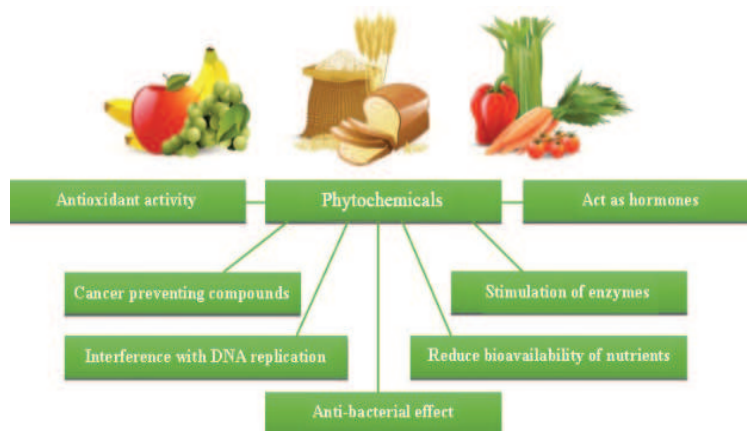 Antioxidant activity
Phytochemicals
Act as hormones
Cancer preventing compounds
Stimulation of enzymes
Interference with DNA replication
Reduce bioavailability of nutrients
Anti-bacterial effect